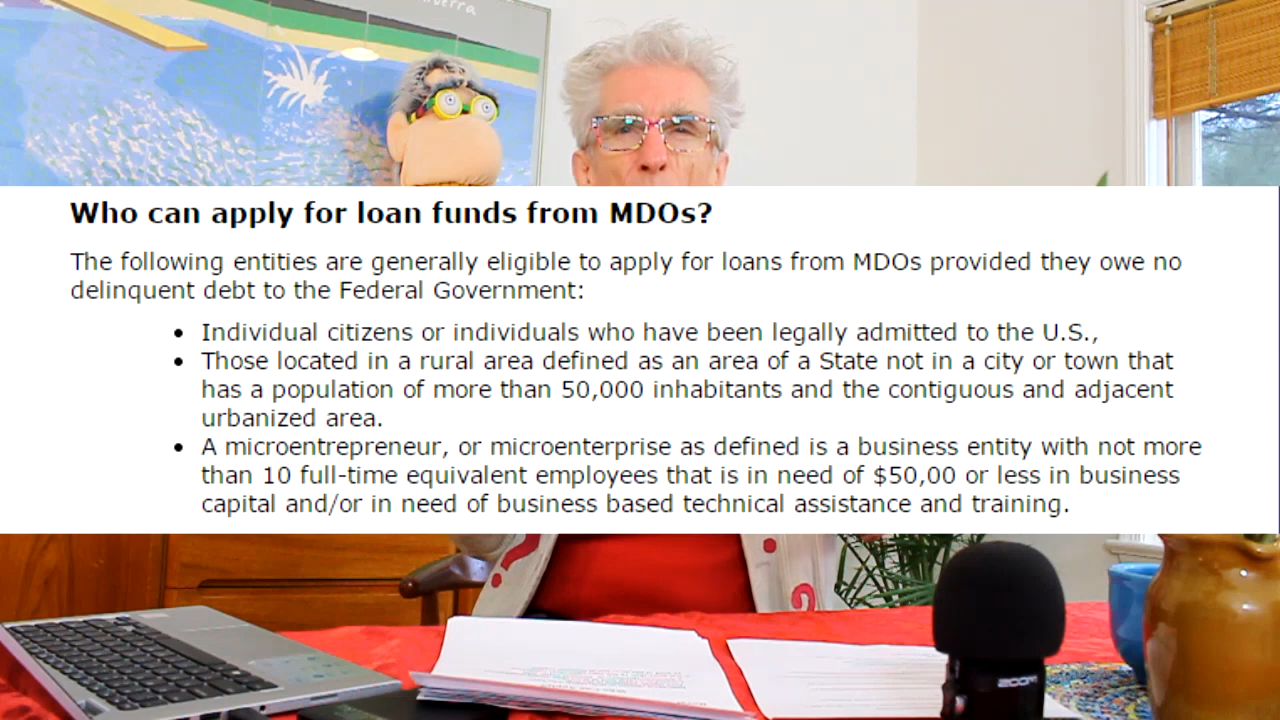 Who can apply for loan funds from MDOs?
The following entities are generally eligible to apply for loans from MDOs provided they owe no
delinquent debt to the Federal Government:
• Individual citizens or individuals who have been legally admitted to the U.S.,
• Those located in a rural area defined as an area of a State not in a city or town that
has a population of more than 50,000 inhabitants and the contiguous and adjacent
urbanized area.
• A microentrepreneur, or microenterprise as defined is a business entity with not more
than 10 full-time equivalent employees that is in need of $50,00 or less in business
capital and/or in need of business based technical assistance and training.
zoom